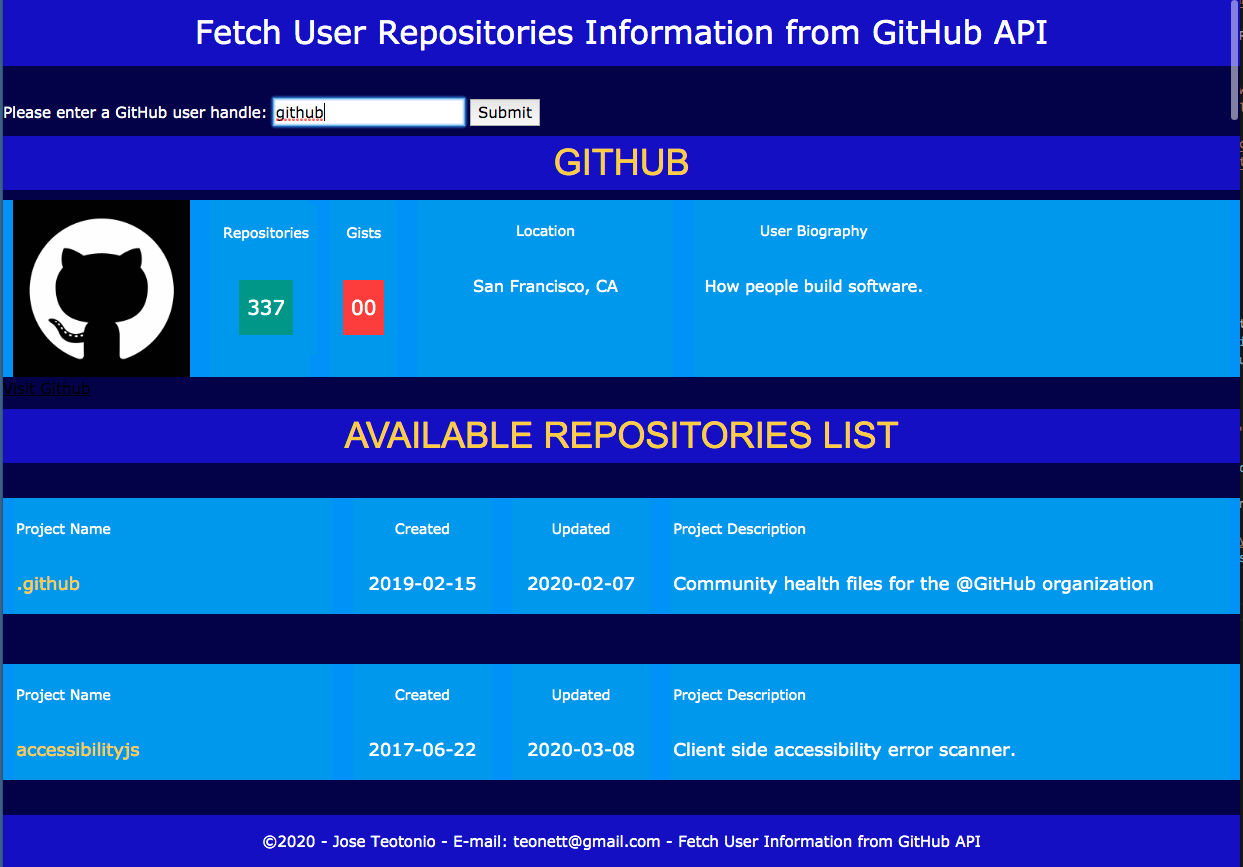 Fetch User Repositories Information from GitHub API
Please enter a GitHub user handle: github Submit
GITHUB
Repositories Gists Location User Biography
San Francisco, CA How people build software.
337 00
Visit Github
AVAILABLE REPOSITORIES LIST
Project Name Created Updated Project Description
.github 2019-02-15 2020-02-07 Community health files for the @GitHub organization
Project Name Created Updated Project Description
accessibilityjs 2017-06-22 2020-03-08 Client side accessibility error scanner.
©2020 - Jose Teotonio - E-mail: teonett@gmail.com - Fetch User Information from GitHub API